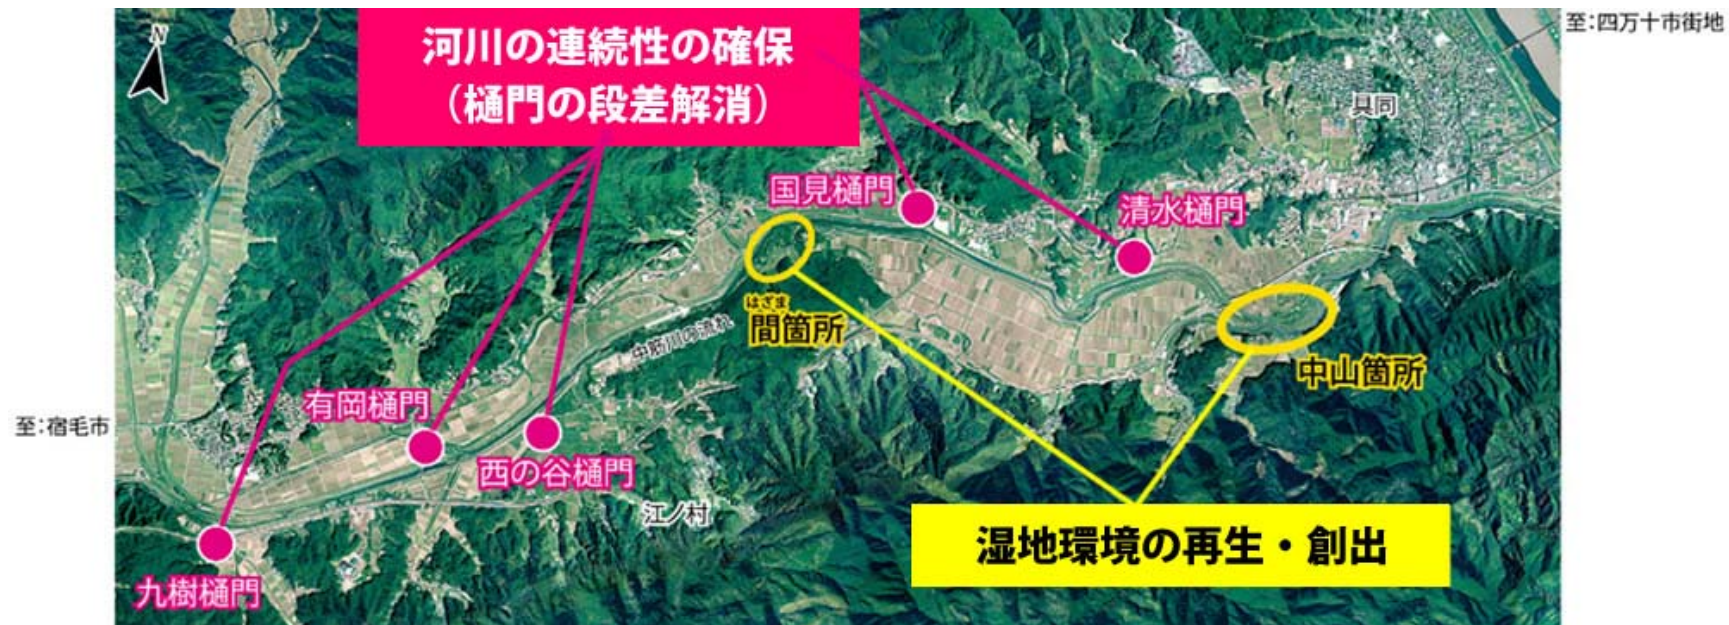 N
河川の連続性の確保
（樋門の段差解消）
至：四万十市街地
具同
国見樋門
清水樋門
はざま
間箇所
中筋川の流れ
中山箇所
有岡樋門
至：宿毛市
西の谷樋門
江ノ村
湿地環境の再生・創出
九樹樋門